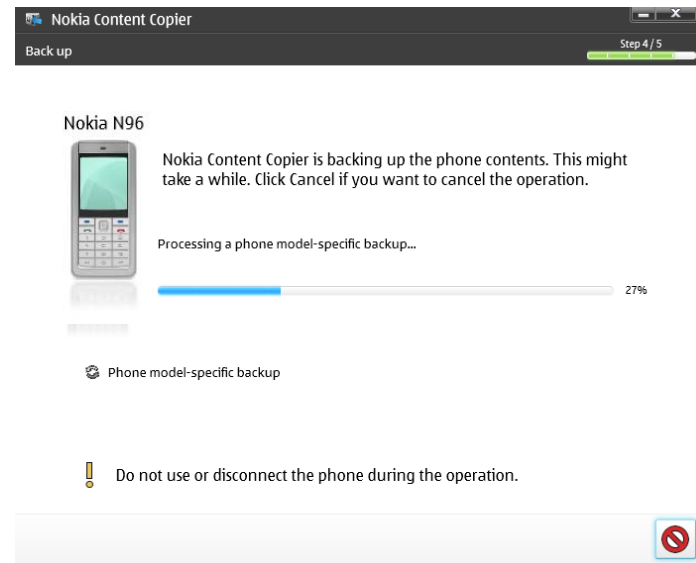 Nokia Content Copier
Back up
Step 4 / 5
Nokia N96
Nokia Content Copier is backing up the phone contents. This might
take a while. Click Cancel if you want to cancel the operation.
Processing a phone model-specific backup...
27%
Phone model-specific backup
Do not use or disconnect the phone during the operation.